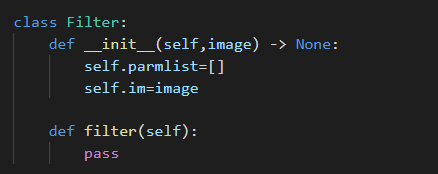 class Filter:
    def __init__(self,image) -> None:
        self.parmlist=[]
        self.im=image

    def filter(self):
        pass